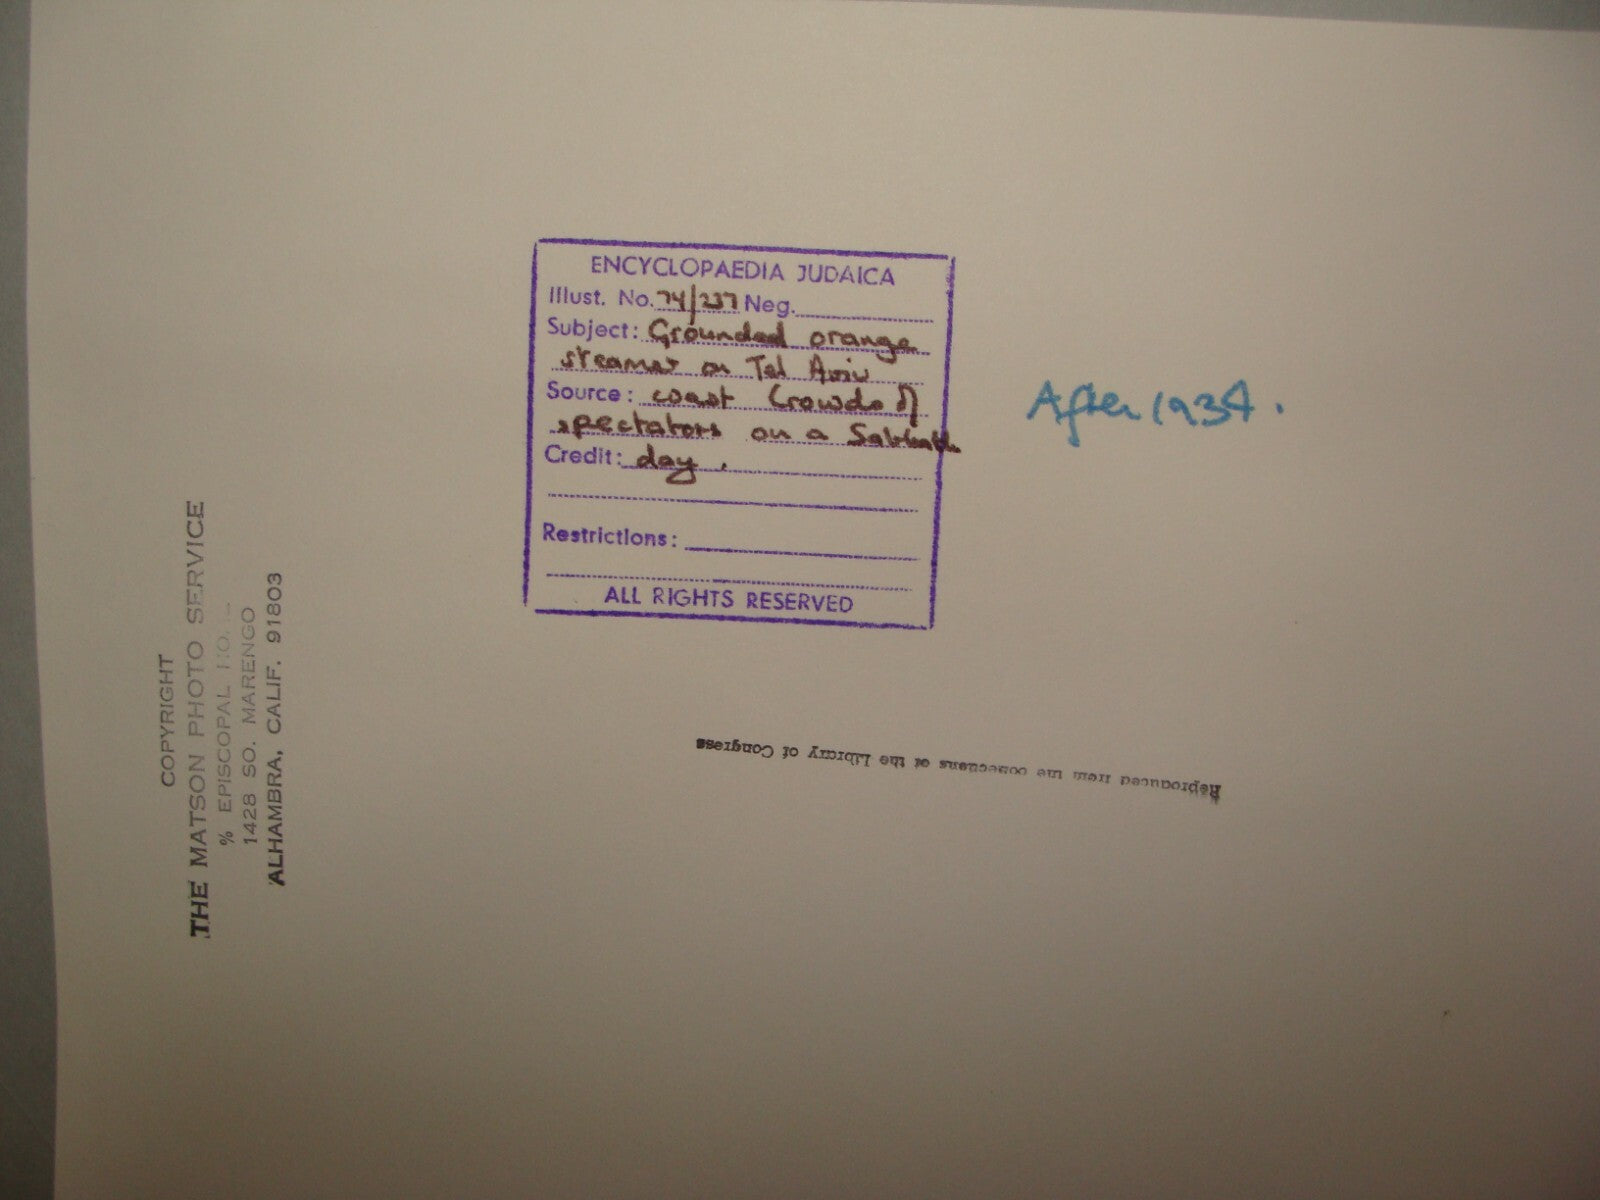 ENCYCLOPAEDIA JUDAICA
Illust. No. 74/237 Neg.
Subject: Grounded orange
steamer on Tel Aviv
Source: coast Crowds of
spectators on a Sabbath
Credit: day.
Restrictions:
ALL RIGHTS RESERVED
After 1934.
COPYRIGHT
THE MATSON PHOTO SERVICE
% EPISCOPAL
1428 SO. MARENGO
ALHAMBRA, CALIF. 91803
Reproduced from the collections of the Library of Congress